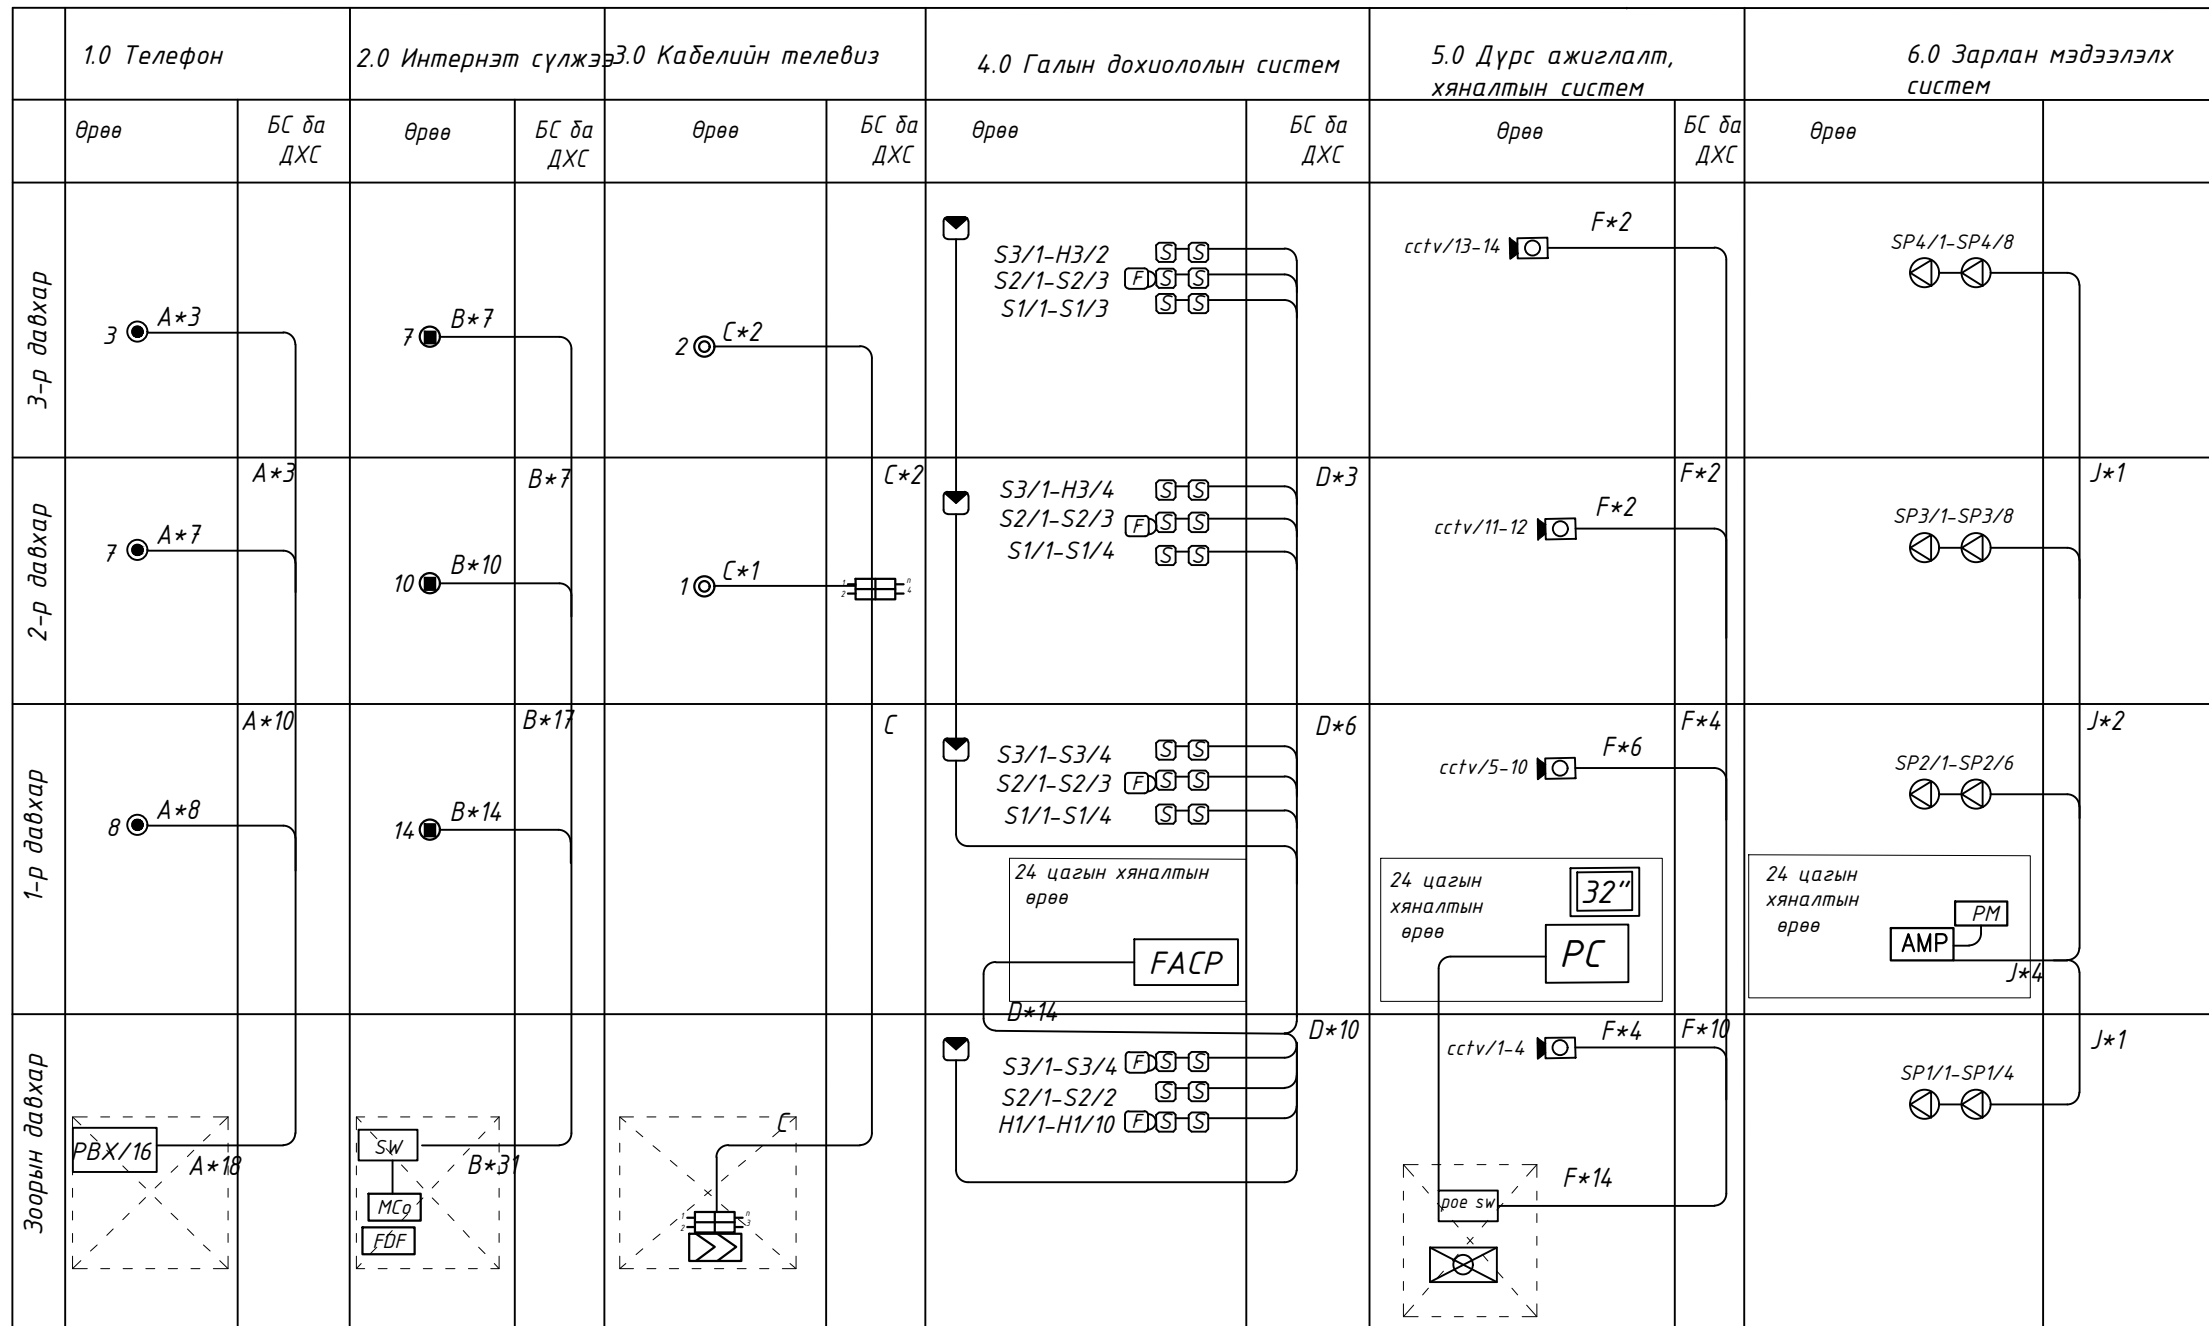 1.0 Телефон
2.0 Интернэт сүлжээ
3.0 Кабелийн телевиз
4.0 Галын дохиололын систем
5.0 Дүрс ажиглалт,
хяналтын систем
6.0 Зарлан мэдээлэлх
систем
Өрөө
БС ба
ДХС
Өрөө
БС ба
ДХС
Өрөө
БС ба
ДХС
Өрөө
БС ба
ДХС
Өрөө
БС ба
ДХС
Өрөө
3-р давхар
3
A*3
7
B*7
2
C*2
S3/1-H3/2
S S
S2/1-S2/3
F S S
S1/1-S1/3
S S
cctv/13-14
F*2
SP4/1-SP4/8
2-р давхар
A*3
B*7
C*2
D*3
F*2
J*1
7
A*7
10
B*10
1
C*1
1
2
n
4
S3/1-H3/4
S S
S2/1-S2/3
F S S
S1/1-S1/4
S S
cctv/11-12
F*2
SP3/1-SP3/8
1-р давхар
A*10
B*17
C
D*6
F*4
J*2
8
A*8
14
B*14
S3/1-S3/4
S S
S2/1-S2/3
F S S
S1/1-S1/4
S S
cctv/5-10
F*6
SP2/1-SP2/6
24 цагын хяналтын
өрөө
FACP
D*14
24 цагын
хяналтын
өрөө
32"
PC
24 цагын
хяналтын
өрөө
PM
AMP
J*4
Зоорын давхар
D*10
F*10
J*1
PBX/16
A*18
SW
B*31
MCo
FDF
C
1
2
n
3
S3/1-S3/4
F S S
S2/1-S2/2
S S
H1/1-H1/10
F S S
cctv/1-4
F*4
F*14
poe sw
SP1/1-SP1/4